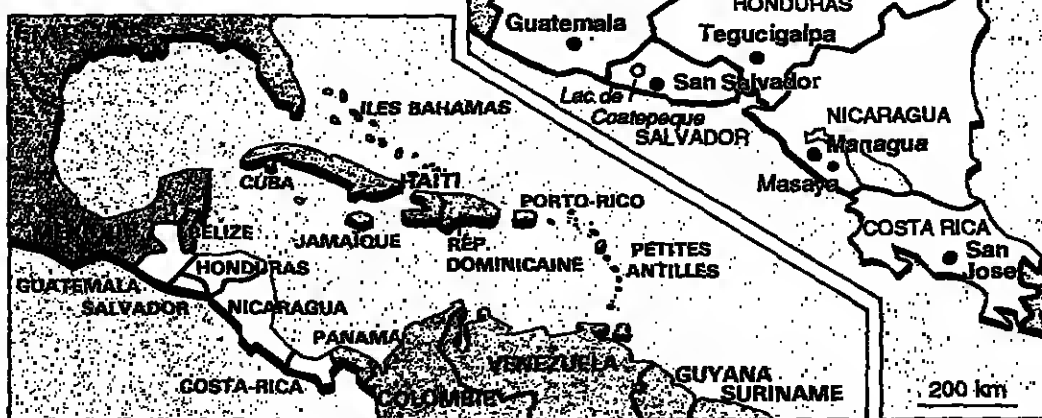 HONDURAS
Guatemala
Tegucigalpa
San Salvador
Lac de
Coatepeque
SALVADOR
NICARAGUA
Managua
Masaya
COSTA RICA
San
José
200 km
ILES BAHAMAS
CUBA
HAÏTI
PORTO-RICO
JAMAÏQUE
RÉP.
DOMINICAINE
PETITES
ANTILLES
MEXIQUE
BELIZE
HONDURAS
GUATEMALA
SALVADOR
NICARAGUA
PANAMA
COSTA-RICA
VENEZUELA
COLOMBIE
GUYANA
SURINAME